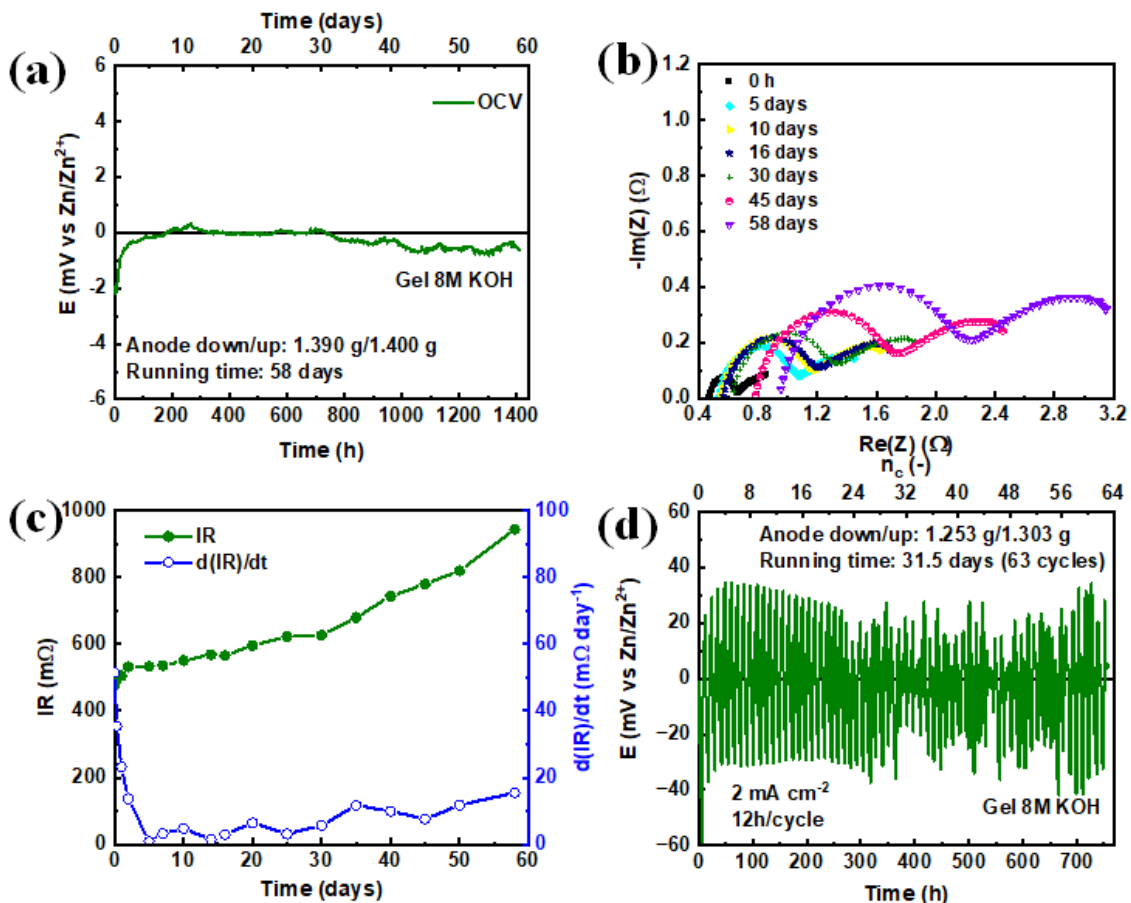 (a)
Time (days)
0 10 20 30 40 50 60
6
4
2
0
-2
-4
-6
E (mV vs Zn/Zn²⁺)
OCV
Gel 8M KOH
Anode down/up: 1.390 g/1.400 g
Running time: 58 days
0 200 400 600 800 1000 1200 1400
Time (h)
(b)
1.2
1.0
0.8
0.6
0.4
0.2
0.0
-Im(Z) (Ω)
0 h
5 days
10 days
16 days
30 days
45 days
58 days
0.4 0.8 1.2 1.6 2.0 2.4 2.8 3.2
Re(Z) (Ω)
(c)
1000
800
600
400
200
0
IR (mΩ)
IR
d(IR)/dt
100
80
60
40
20
0
d(IR)/dt (mΩ day⁻¹)
0 10 20 30 40 50 60
Time (days)
(d)
n_c (-)
0 8 16 24 32 40 48 56 64
60
40
20
0
−20
−40
−60
E (mV vs Zn/Zn²⁺)
Anode down/up: 1.253 g/1.303 g
Running time: 31.5 days (63 cycles)
2 mA cm⁻²
12h/cycle
Gel 8M KOH
0 100 200 300 400 500 600 700
Time (h)